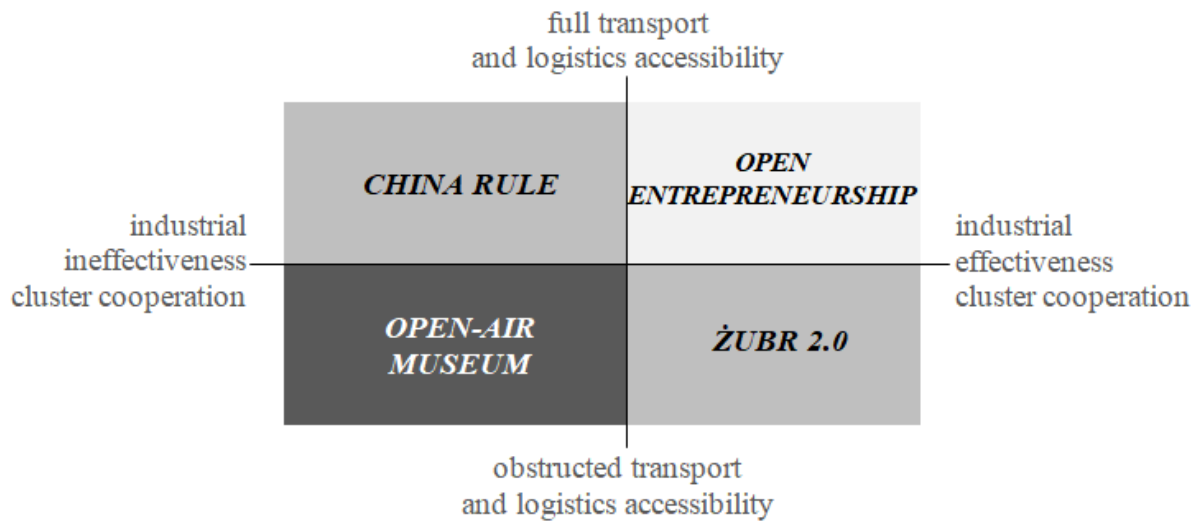 full transport
and logistics accessibility
CHINA RULE
OPEN
ENTREPRENEURSHIP
industrial
ineffectiveness
cluster cooperation
industrial
effectiveness
cluster cooperation
OPEN-AIR
MUSEUM
ŻUBR 2.0
obstructed transport
and logistics accessibility